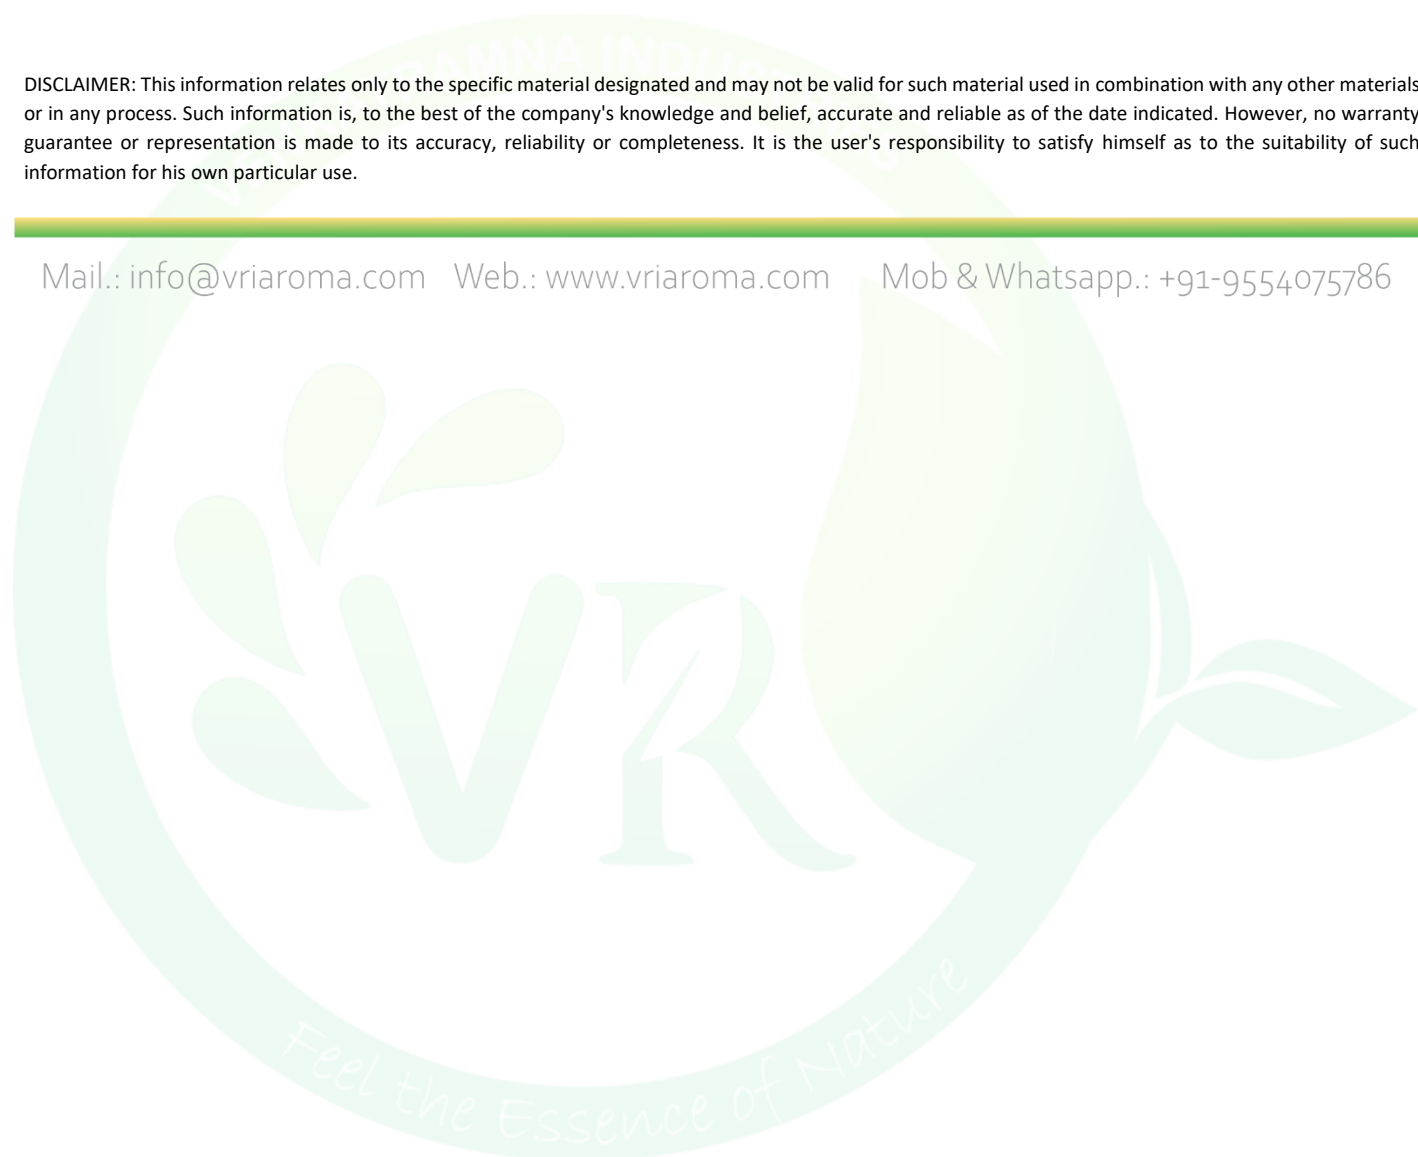 DISCLAIMER: This information relates only to the specific material designated and may not be valid for such material used in combination with any other materials
or in any process. Such information is, to the best of the company's knowledge and belief, accurate and reliable as of the date indicated. However, no warranty
guarantee or representation is made to its accuracy, reliability or completeness. It is the user's responsibility to satisfy himself as to the suitability of such
information for his own particular use.
Mail.: info@vriaroma.com Web.: www.vriaroma.com Mob & Whatsapp.: +91-9554075786
VR
Feel the Essence of Nature